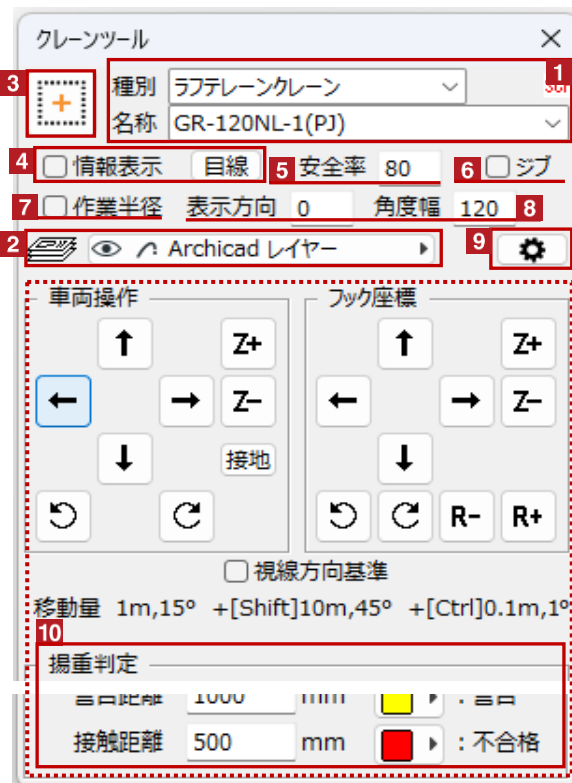 クレーンツール
3
種別 ラフテレーンクレーン
1
名称 GR-120NL-1(PJ)
4 情報表示 目線 5 安全率 80 6 ジブ
7 作業半径 表示方向 0 角度幅 120 8
2 Archicad レイヤー 9
車両操作 フック座標
Z+ Z+
Z- Z-
接地
R- R+
視線方向基準
移動量 1m,15° +[Shift]10m,45° +[Ctrl]0.1m,1°
10
揚重判定
1000 mm
接触距離 500 mm : 不合格